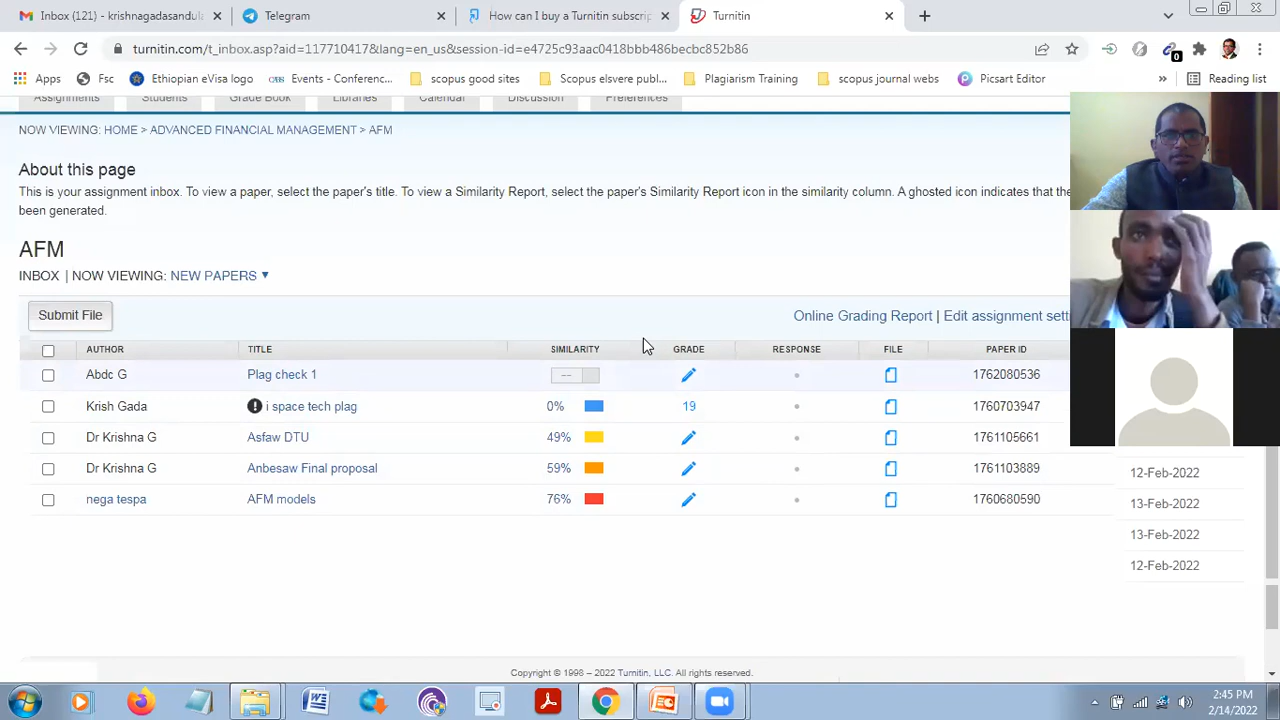 Inbox (121) - krishnagadasandul
Telegram
How can I buy a Turnitin subscrip
Turnitin
turnitin.com/t_inbox.asp?aid=117710417&lang=en_us&session-id=e4725c93aac0418bbb486becbc852b86
Apps
Fsc
Ethiopian eVisa logo
Events - Conferenc...
scopus good sites
Scopus elsvere publ...
Plagiarism Training
scopus journal webs
Picsart Editor
»
Reading list
0
Assignments
Students
Grade Book
Libraries
Calendar
Discussion
Preferences
NOW VIEWING: HOME > ADVANCED FINANCIAL MANAGEMENT > AFM
About this page
This is your assignment inbox. To view a paper, select the paper's title. To view a Similarity Report, select the paper's Similarity Report icon in the similarity column. A ghosted icon indicates that the
been generated.
AFM
INBOX | NOW VIEWING: NEW PAPERS ▼
Submit File
Online Grading Report | Edit assignment setti
AUTHOR TITLE SIMILARITY GRADE RESPONSE FILE PAPER ID
Abdc G Plag check 1 -- 1762080536
Krish Gada i space tech plag 0% 19 1760703947
Dr Krishna G Asfaw DTU 49% 1761105661
Dr Krishna G Anbesaw Final proposal 59% 1761103889
nega tespa AFM models 76% 1760680590
12-Feb-2022
13-Feb-2022
13-Feb-2022
12-Feb-2022
Copyright © 1998 – 2022 Turnitin, LLC. All rights reserved.
2:45 PM
2/14/2022